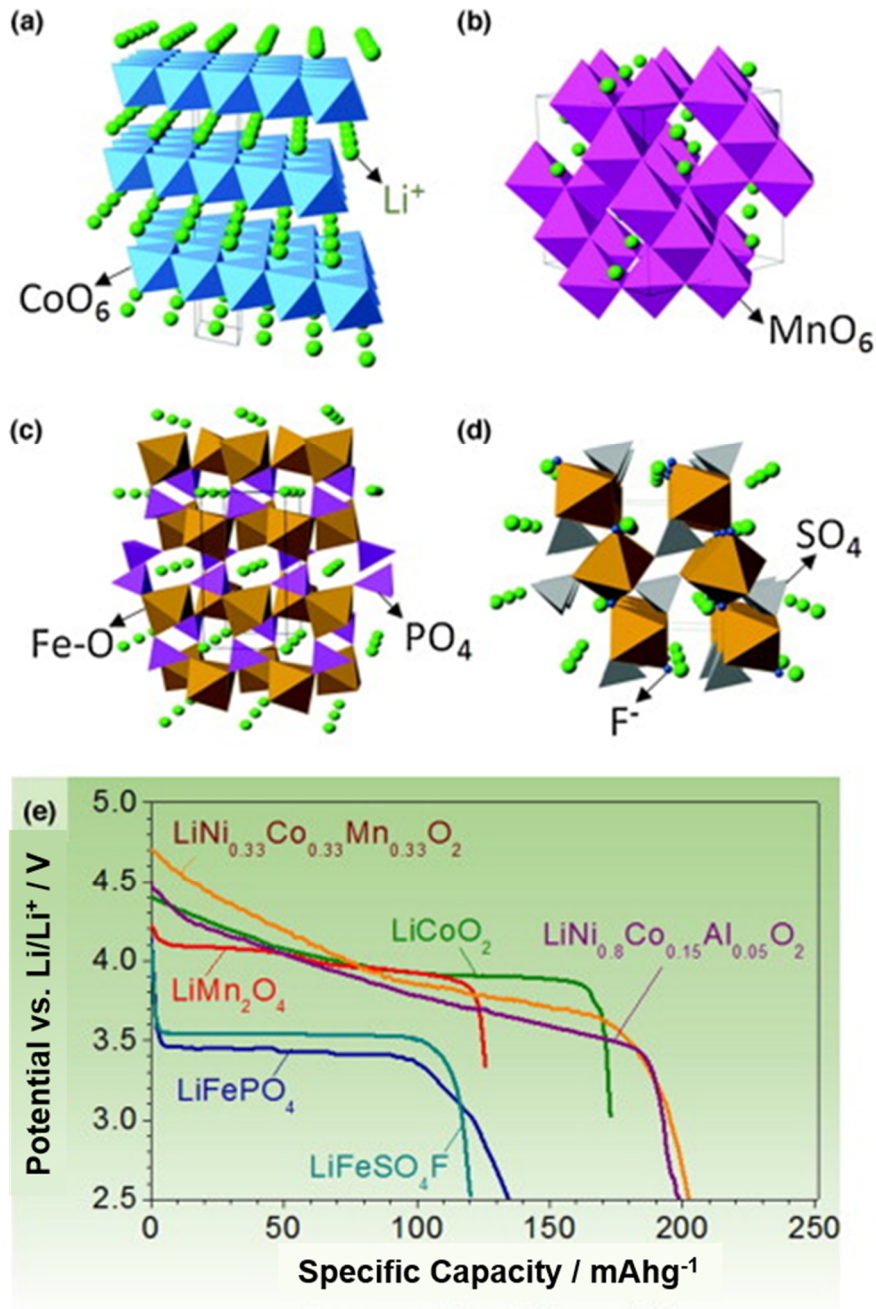 (a)
(b)
Li⁺
CoO₆
MnO₆
(c)
(d)
SO₄
Fe-O
PO₄
F⁻
(e)
5.0
LiNi₀.₃₃Co₀.₃₃Mn₀.₃₃O₂
4.5
LiCoO₂
LiNi₀.₈Co₀.₁₅Al₀.₀₅O₂
4.0
LiMn₂O₄
3.5
LiFePO₄
3.0
LiFeSO₄F
2.5
Potential vs. Li/Li⁺ / V
0 50 100 150 200 250
Specific Capacity / mAhg⁻¹